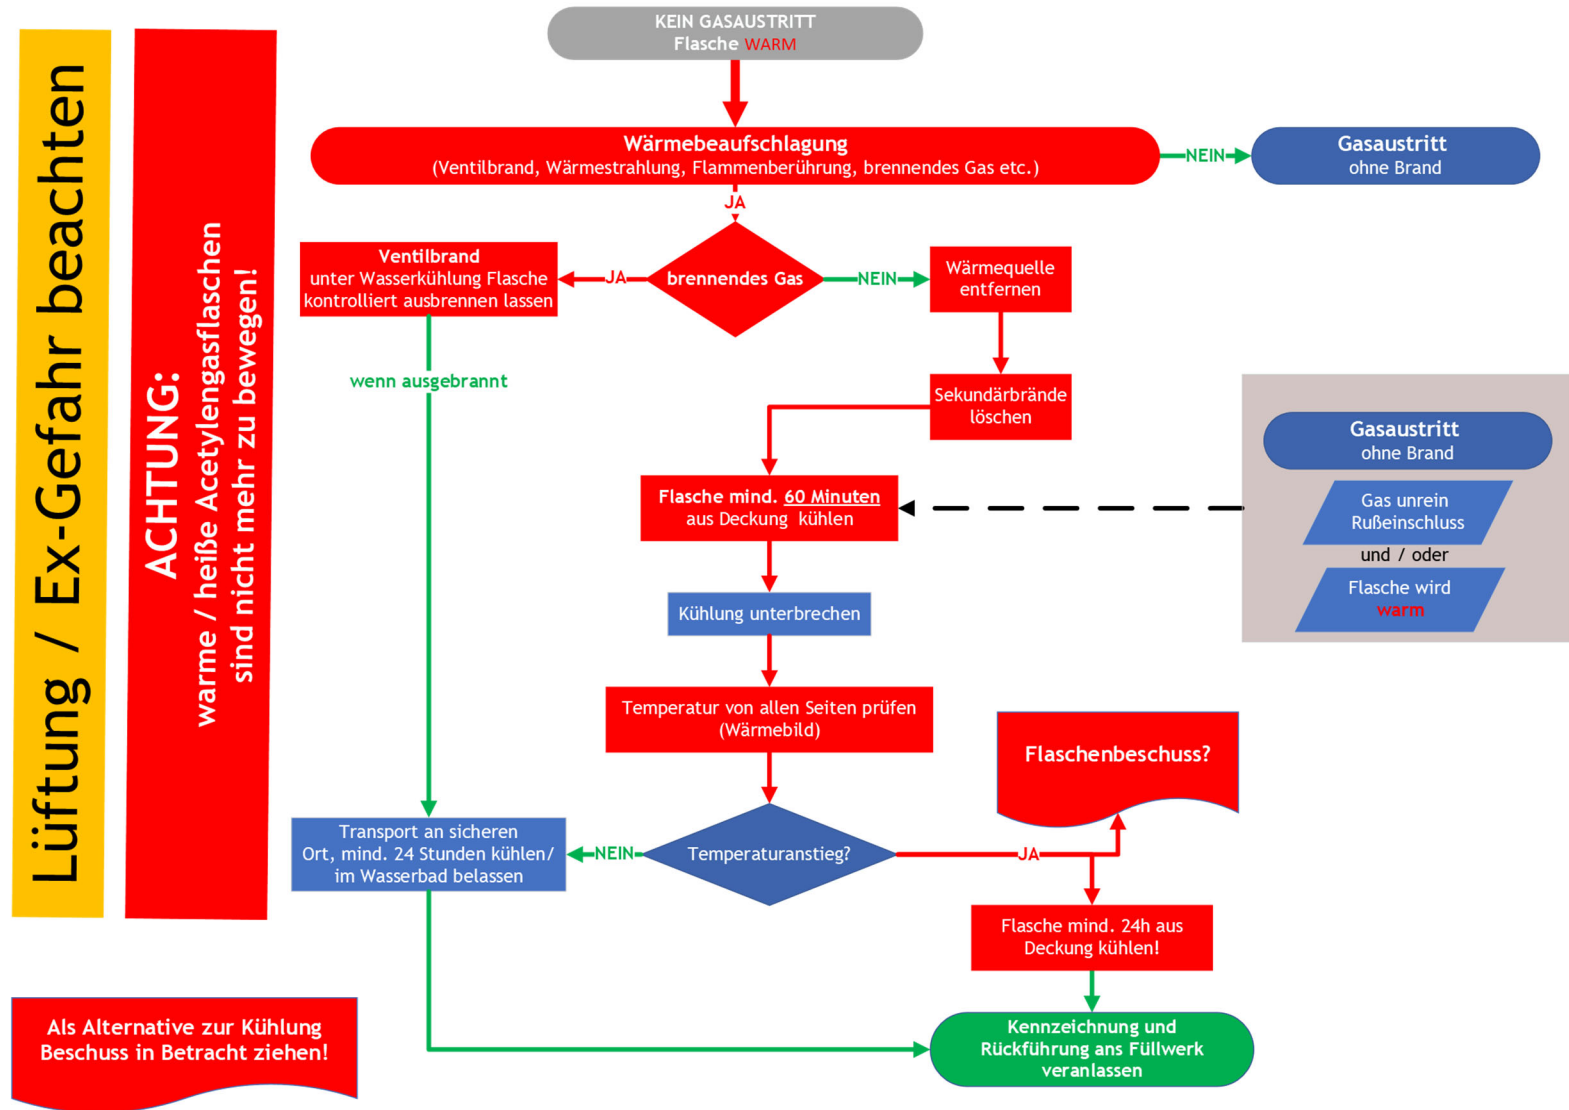 Lüftung / Ex-Gefahr beachten
ACHTUNG:
warme / heiße Acetylengasflaschen
sind nicht mehr zu bewegen!
KEIN GASAUSTRITT
Flasche WARM
Wärmebeaufschlagung
(Ventilbrand, Wärmestrahlung, Flammenberührung, brennendes Gas etc.)
NEIN
Gasaustritt
ohne Brand
JA
brennendes Gas
JA
Ventilbrand
unter Wasserkühlung Flasche
kontrolliert ausbrennen lassen
NEIN
Wärmequelle
entfernen
wenn ausgebrannt
Sekundärbrände
löschen
Flasche mind. 60 Minuten
aus Deckung kühlen
Gasaustritt
ohne Brand
Gas unrein
Rußeinschluss
und / oder
Flasche wird
warm
Kühlung unterbrechen
Temperatur von allen Seiten prüfen
(Wärmebild)
Flaschenbeschuss?
Temperaturanstieg?
NEIN
Transport an sicheren
Ort, mind. 24 Stunden kühlen/
im Wasserbad belassen
JA
Flasche mind. 24h aus
Deckung kühlen!
Kennzeichnung und
Rückführung ans Füllwerk
veranlassen
Als Alternative zur Kühlung
Beschuss in Betracht ziehen!